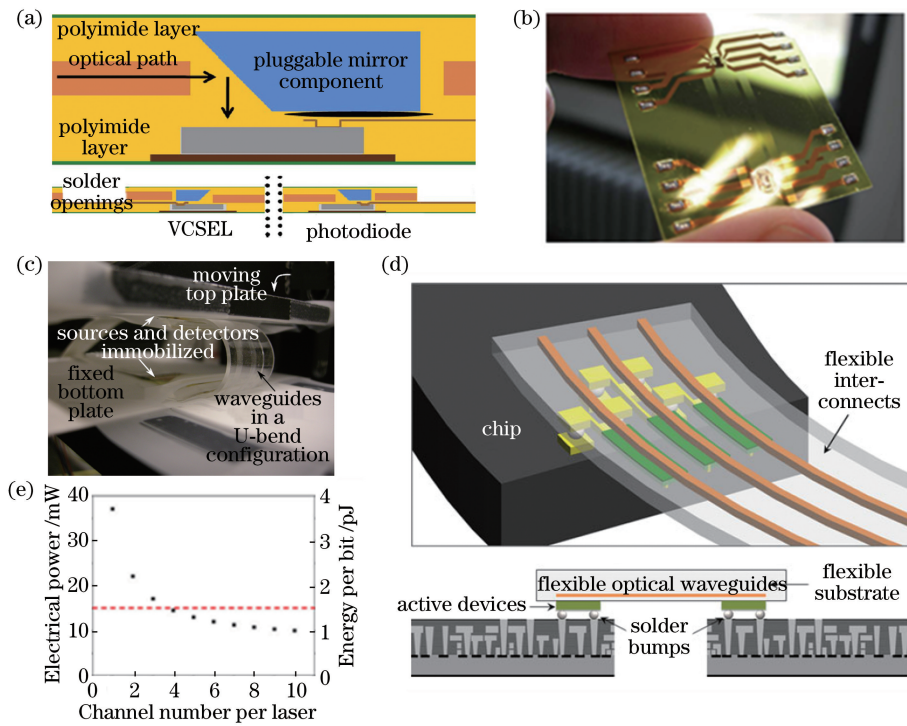 (a)
polyimide layer
optical path
pluggable mirror
component
polyimide
layer
solder
openings
VCSEL
photodiode
(b)
(c)
moving
top plate
sources and detectors
immobilized
fixed
bottom
plate
waveguides
in a
U-bend
configuration
(d)
chip
flexible
inter-
connects
flexible optical waveguides
flexible
substrate
active devices
solder
bumps
(e)
Electrical power /mW
40
30
20
10
0
0 2 4 6 8 10
Channel number per laser
4
3
2
1
0
Energy per bit /pJ